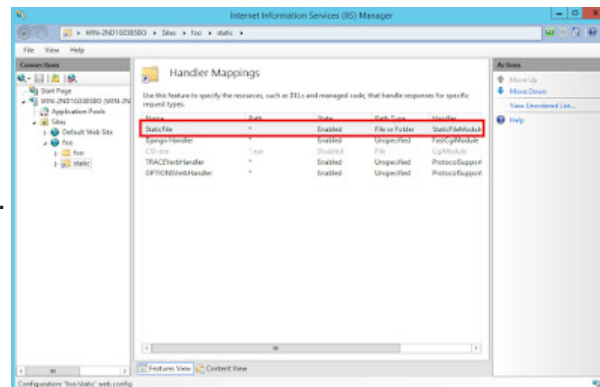 Internet Information Services (IIS) Manager
WIN-2ND1G038SB0 ▸ Sites ▸ foo ▸ static ▸
File View Help
Connections
Start Page
Application Pools
Sites
Default Web Site
foo
foo
static
Handler Mappings
Use this feature to specify the resources, such as DLLs and managed code, that handle responses for specific
request types.
Name Path State Path Type Handler
StaticFile * Enabled File or Folder StaticFileModule
Django Handler * Enabled Unspecified FastCgiModule
CGI-exe *.exe Disabled File CgiModule
TRACEVerbHandler * Enabled Unspecified ProtocolSupport
OPTIONSVerbHandler * Enabled Unspecified ProtocolSupport
Features View Content View
Actions
Move Up
Move Down
View Unordered List...
Help
Configuration: 'foo/static' web.config